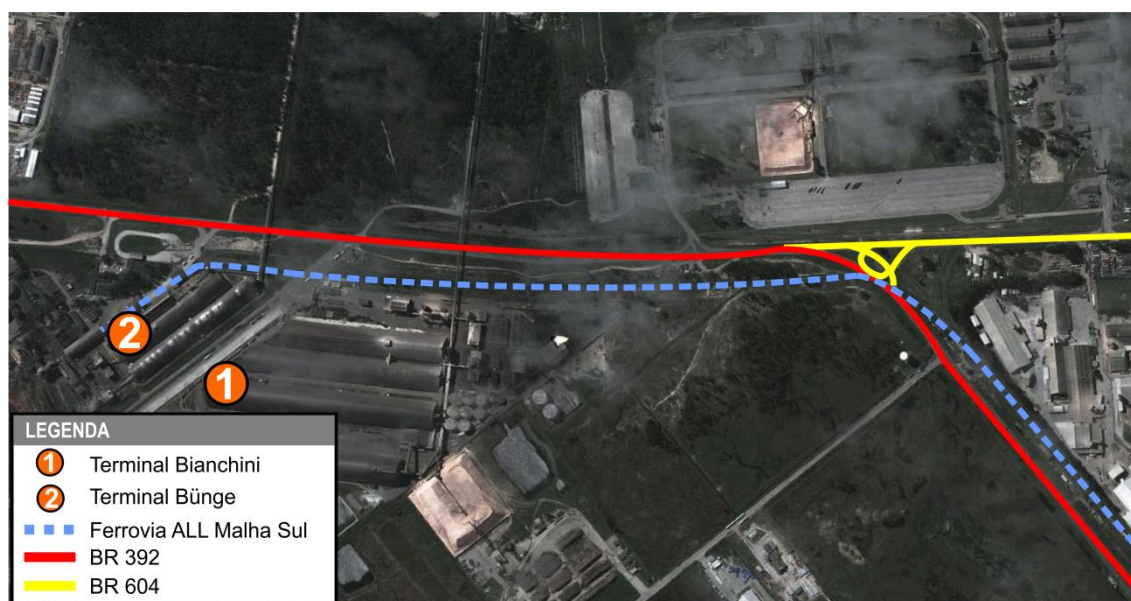 2
1
LEGENDA
1 Terminal Bianchini
2 Terminal Bünge
Ferrovia ALL Malha Sul
BR 392
BR 604